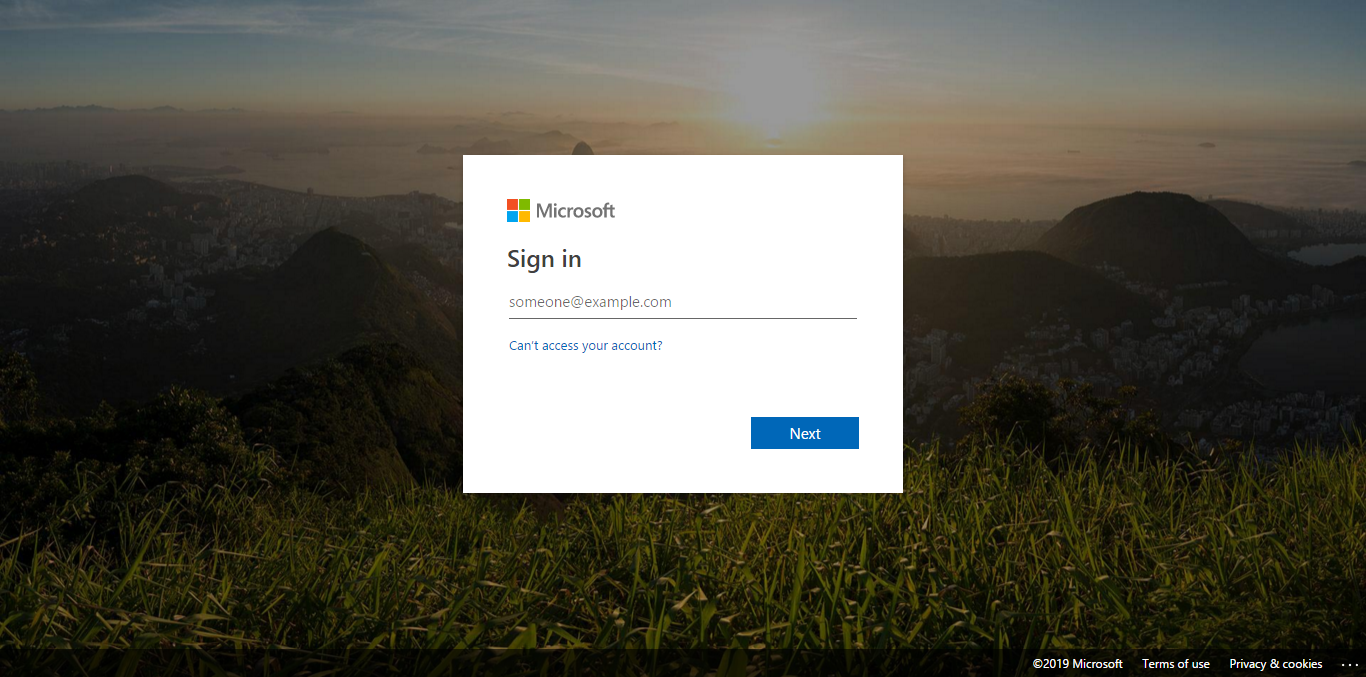 Microsoft
Sign in
someone@example.com
Can't access your account?
Next
©2019 Microsoft Terms of use Privacy & cookies ...